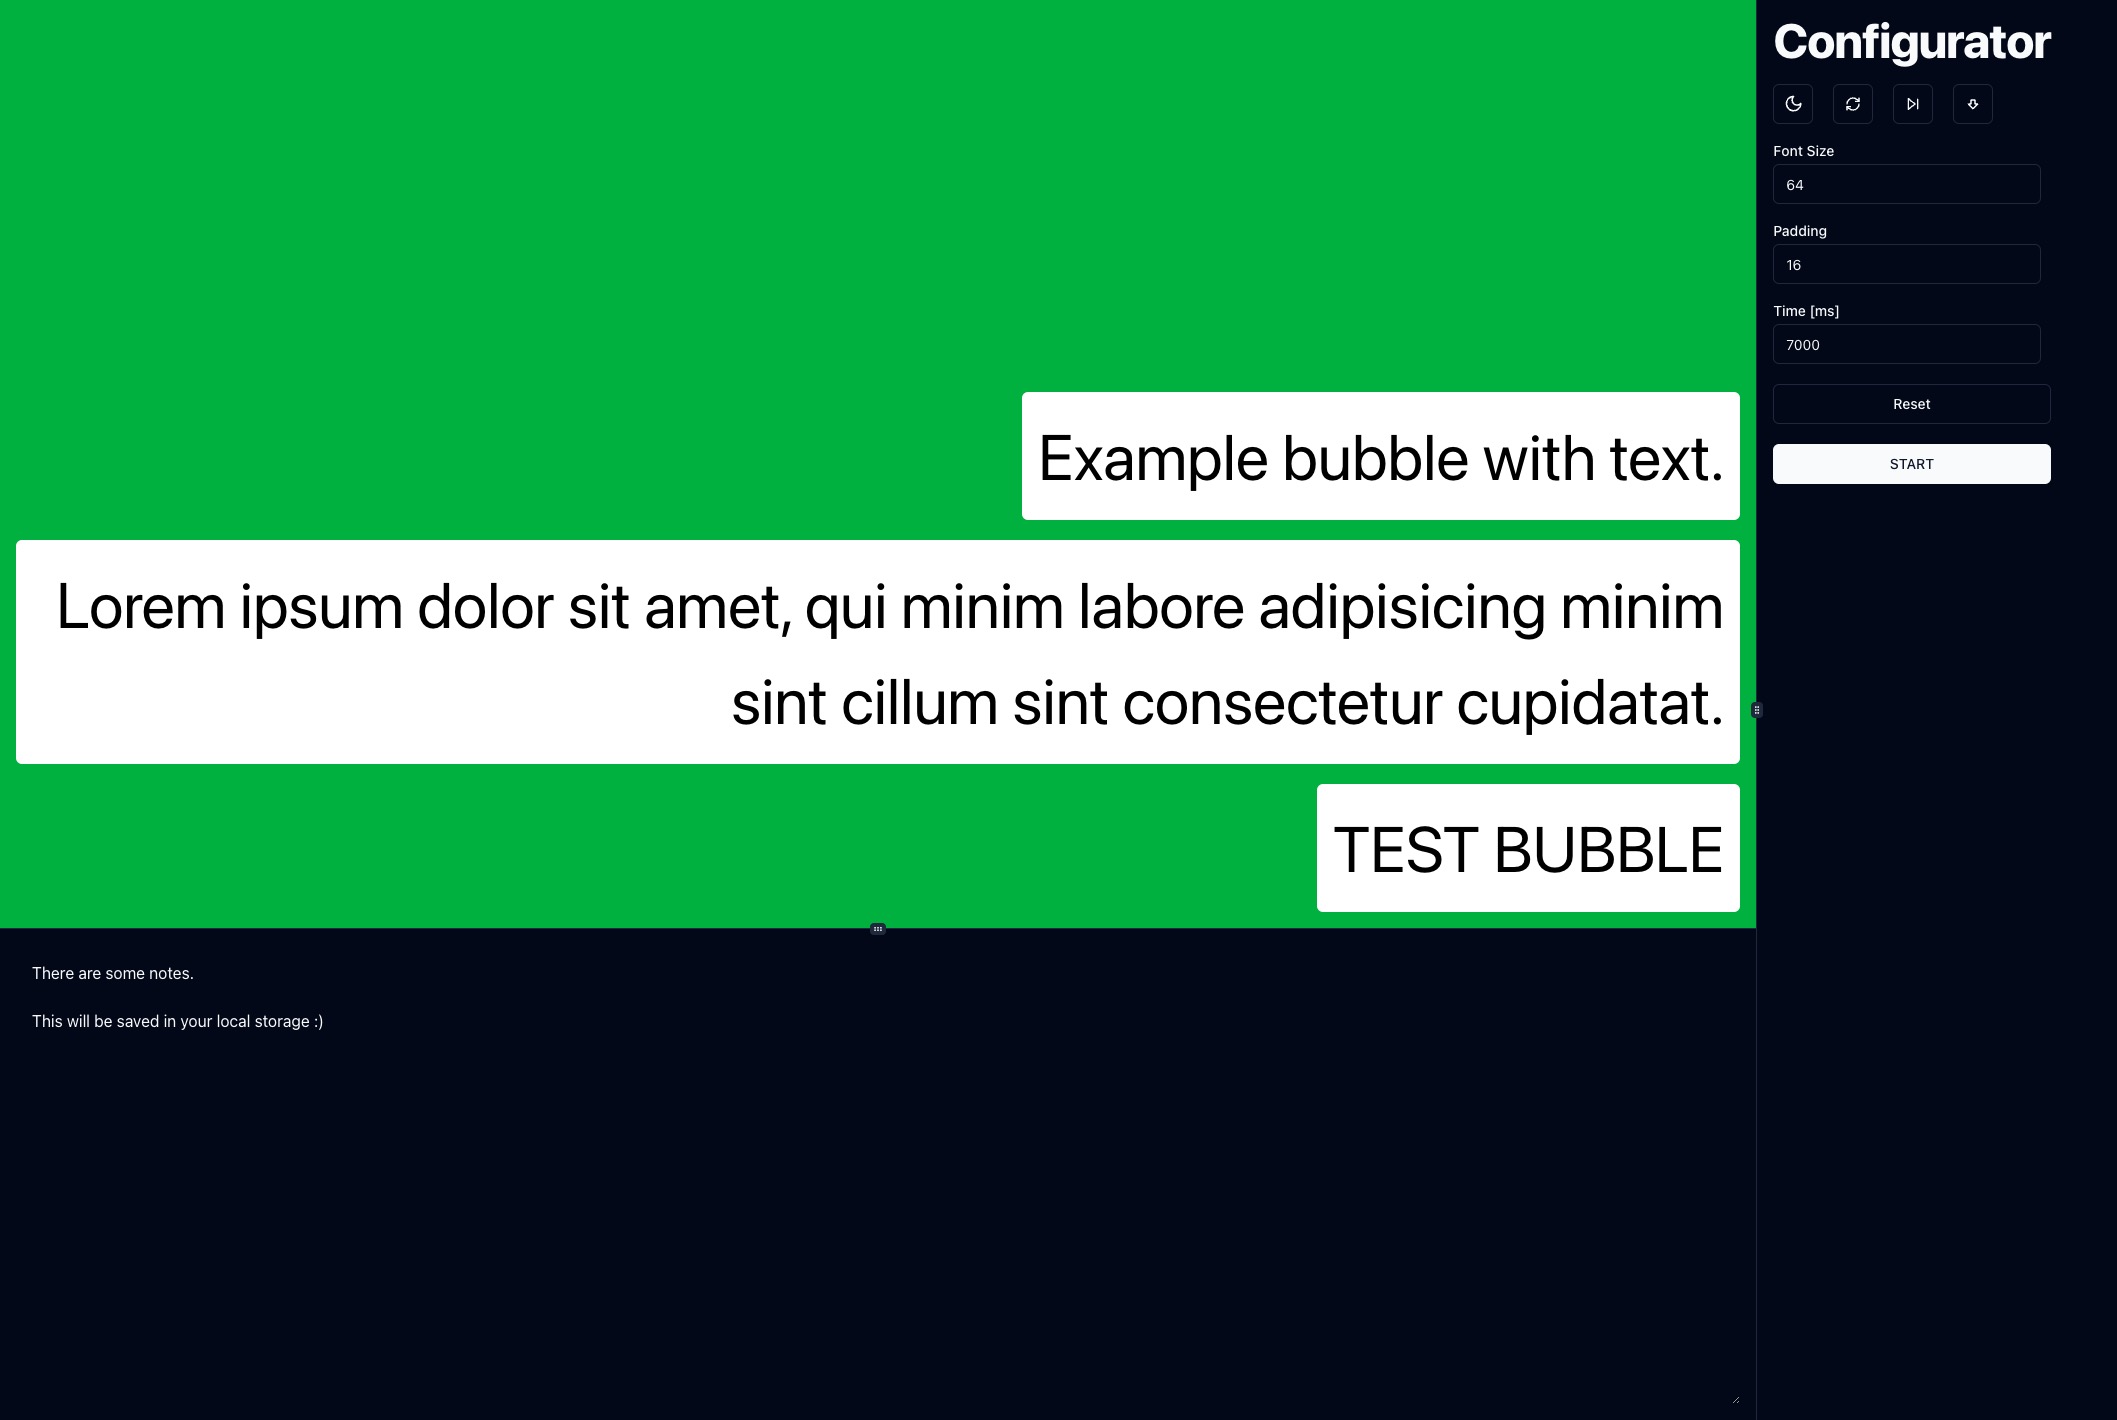 Configurator
Font Size
64
Padding
16
Time [ms]
7000
Reset
START
Example bubble with text.
Lorem ipsum dolor sit amet, qui minim labore adipisicing minim
sint cillum sint consectetur cupidatat.
TEST BUBBLE
There are some notes.
This will be saved in your local storage :)